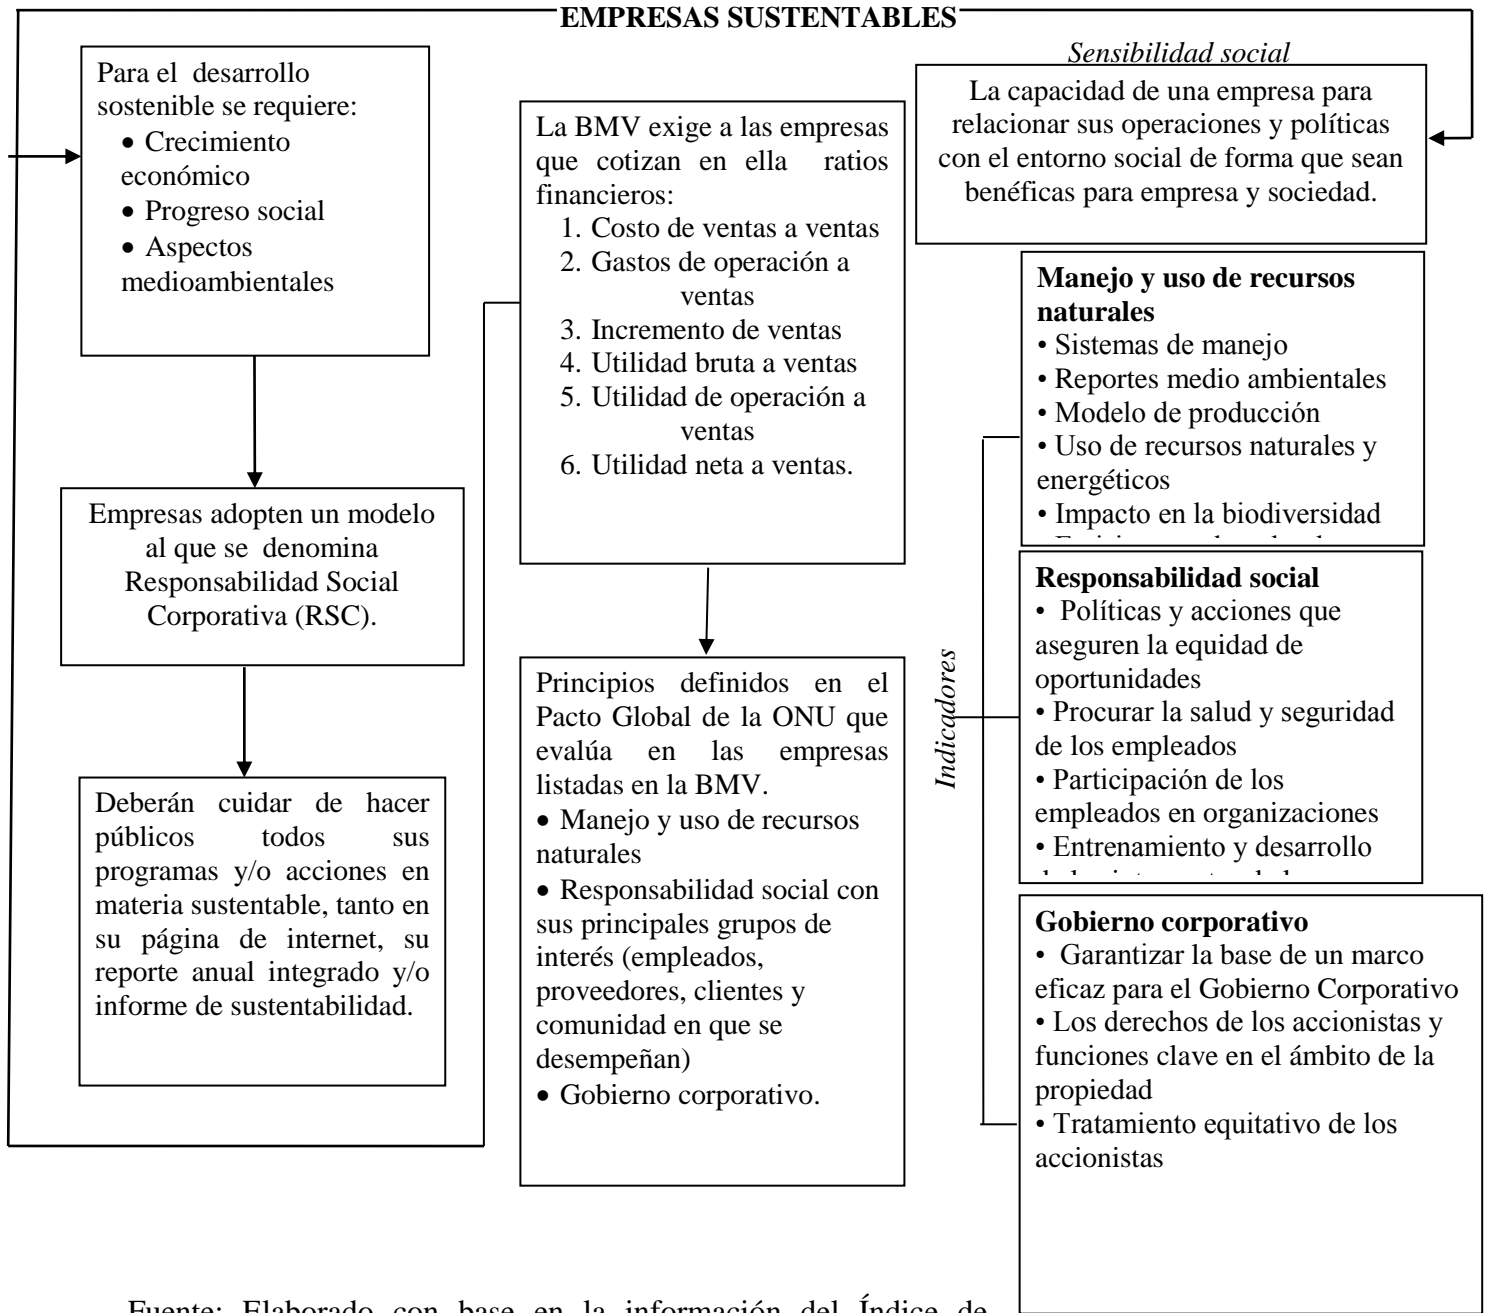 EMPRESAS SUSTENTABLES
Para el desarrollo
sostenible se requiere:
• Crecimiento
económico
• Progreso social
• Aspectos
medioambientales
Empresas adopten un modelo
al que se denomina
Responsabilidad Social
Corporativa (RSC).
Deberán cuidar de hacer
públicos todos sus
programas y/o acciones en
materia sustentable, tanto en
su página de internet, su
reporte anual integrado y/o
informe de sustentabilidad.
La BMV exige a las empresas
que cotizan en ella ratios
financieros:
1. Costo de ventas a ventas
2. Gastos de operación a
ventas
3. Incremento de ventas
4. Utilidad bruta a ventas
5. Utilidad de operación a
ventas
6. Utilidad neta a ventas.
Principios definidos en el
Pacto Global de la ONU que
evalúa en las empresas
listadas en la BMV.
• Manejo y uso de recursos
naturales
• Responsabilidad social con
sus principales grupos de
interés (empleados,
proveedores, clientes y
comunidad en que se
desempeñan)
• Gobierno corporativo.
Sensibilidad social
La capacidad de una empresa para
relacionar sus operaciones y políticas
con el entorno social de forma que sean
benéficas para empresa y sociedad.
Indicadores
Manejo y uso de recursos
naturales
• Sistemas de manejo
• Reportes medio ambientales
• Modelo de producción
• Uso de recursos naturales y
energéticos
• Impacto en la biodiversidad
Responsabilidad social
• Políticas y acciones que
aseguren la equidad de
oportunidades
• Procurar la salud y seguridad
de los empleados
• Participación de los
empleados en organizaciones
• Entrenamiento y desarrollo
Gobierno corporativo
• Garantizar la base de un marco
eficaz para el Gobierno Corporativo
• Los derechos de los accionistas y
funciones clave en el ámbito de la
propiedad
• Tratamiento equitativo de los
accionistas
Fuente: Elaborado con base en la información del Índice de